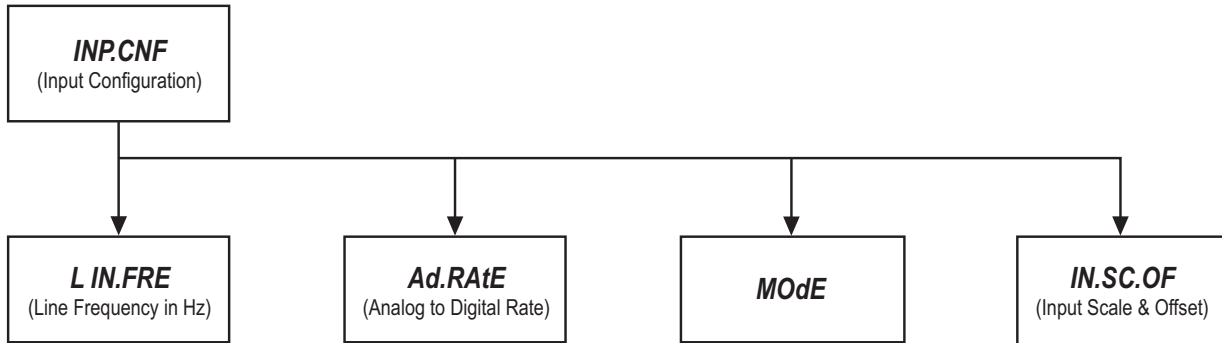 INP.CNF
(Input Configuration)
L IN.FRE
(Line Frequency in Hz)
Ad.RAtE
(Analog to Digital Rate)
MOdE
IN.SC.OF
(Input Scale & Offset)